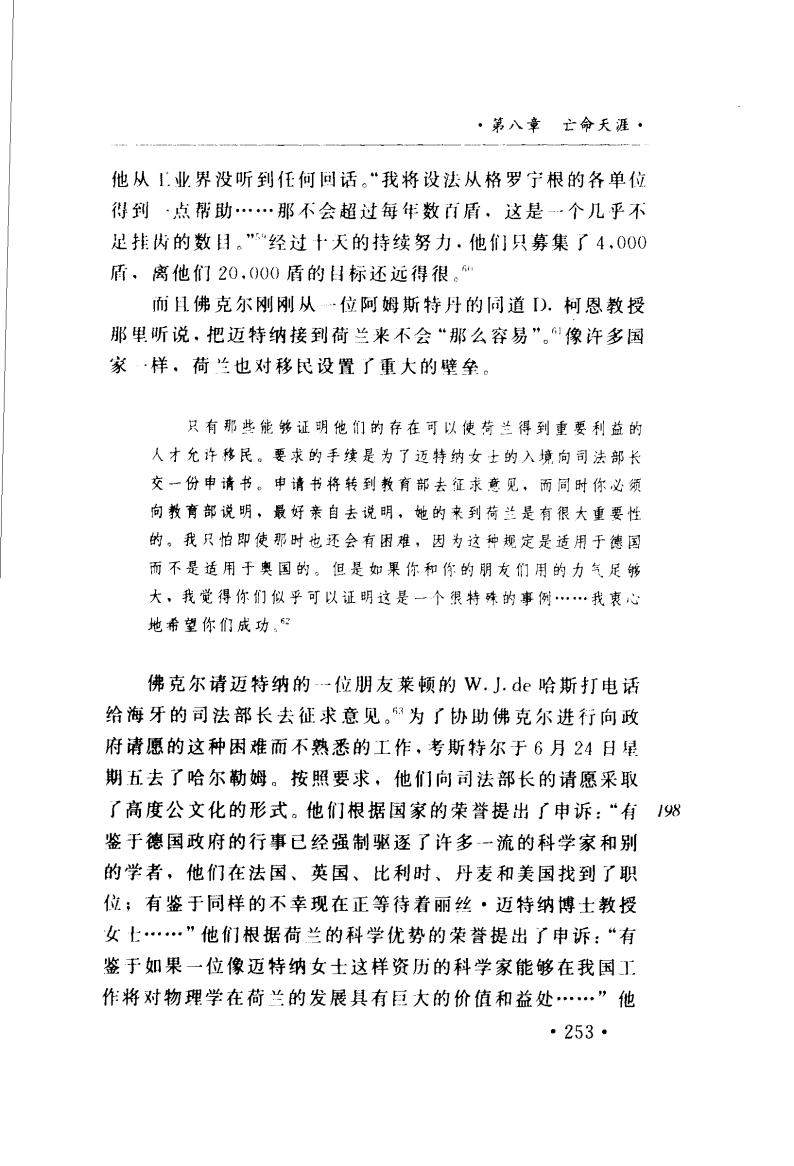 ·第八章 亡命天涯·
他从工业界没听到任何回话。“我将设法从格罗宁根的各单位
得到一点帮助……那不会超过每年数百盾，这是一个几乎不
足挂齿的数目。”59经过十天的持续努力，他们只募集了4,000
盾，离他们20,000盾的目标还远得很。60
而且佛克尔刚刚从一位阿姆斯特丹的同道D. 柯恩教授
那里听说，把迈特纳接到荷兰来不会“那么容易”。61像许多国
家一样，荷兰也对移民设置了重大的壁垒。
只有那些能够证明他们的存在可以使荷兰得到重要利益的
人才允许移民。要求的手续是为了迈特纳女士的入境向司法部长
交一份申请书。申请书将转到教育部去征求意见，而同时你必须
向教育部说明，最好亲自去说明，她的来到荷兰是有很大重要性
的。我只怕即使那时也还会有困难，因为这种规定是适用于德国
而不是适用于奥国的。但是如果你和你的朋友们用的力气足够
大，我觉得你们似乎可以证明这是一个很特殊的事例……我衷心
地希望你们成功。62
佛克尔请迈特纳的一位朋友莱顿的W.J.de哈斯打电话
给海牙的司法部长去征求意见。63为了协助佛克尔进行向政
府请愿的这种困难而不熟悉的工作，考斯特尔于6月24日星
期五去了哈尔勒姆。按照要求，他们向司法部长的请愿采取
了高度公文化的形式。他们根据国家的荣誉提出了申诉：“有 198
鉴于德国政府的行事已经强制驱逐了许多一流的科学家和别
的学者，他们在法国、英国、比利时、丹麦和美国找到了职
位；有鉴于同样的不幸现在正等待着丽丝·迈特纳博士教授
女士……”他们根据荷兰的科学优势的荣誉提出了申诉：“有
鉴于如果一位像迈特纳女士这样资历的科学家能够在我国工
作将对物理学在荷兰的发展具有巨大的价值和益处……”他
·253·